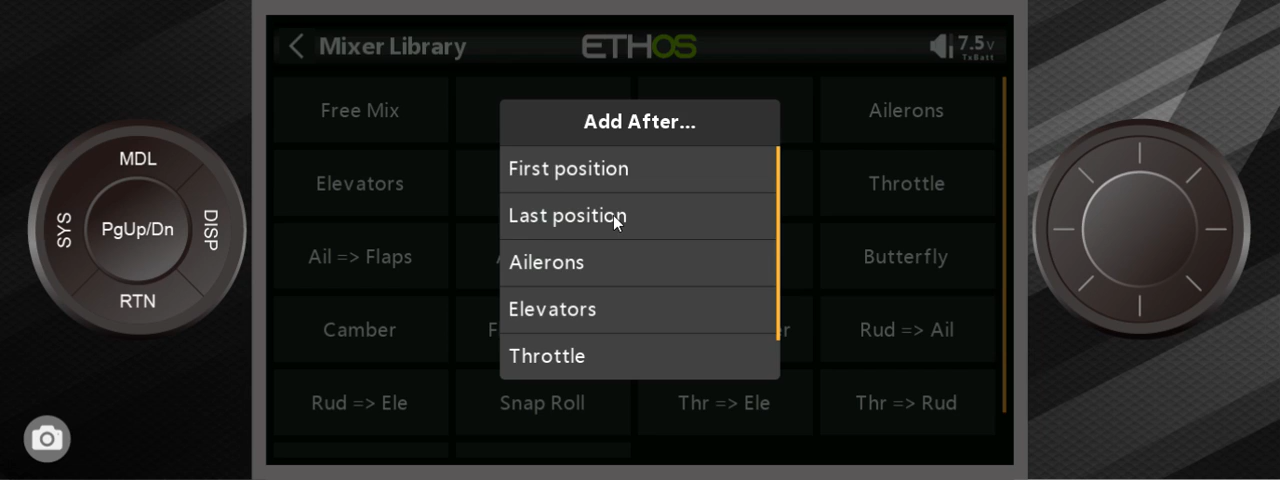 MDL
SYS
PgUp/Dn
DISP
RTN
Mixer Library
ETHOS
7.5v
TxBatt
Free Mix
Ailerons
Elevators
Throttle
Ail => Flaps
Butterfly
Camber
Rud => Ail
Rud => Ele
Snap Roll
Thr => Ele
Thr => Rud
Add After...
First position
Last position
Ailerons
Elevators
Throttle